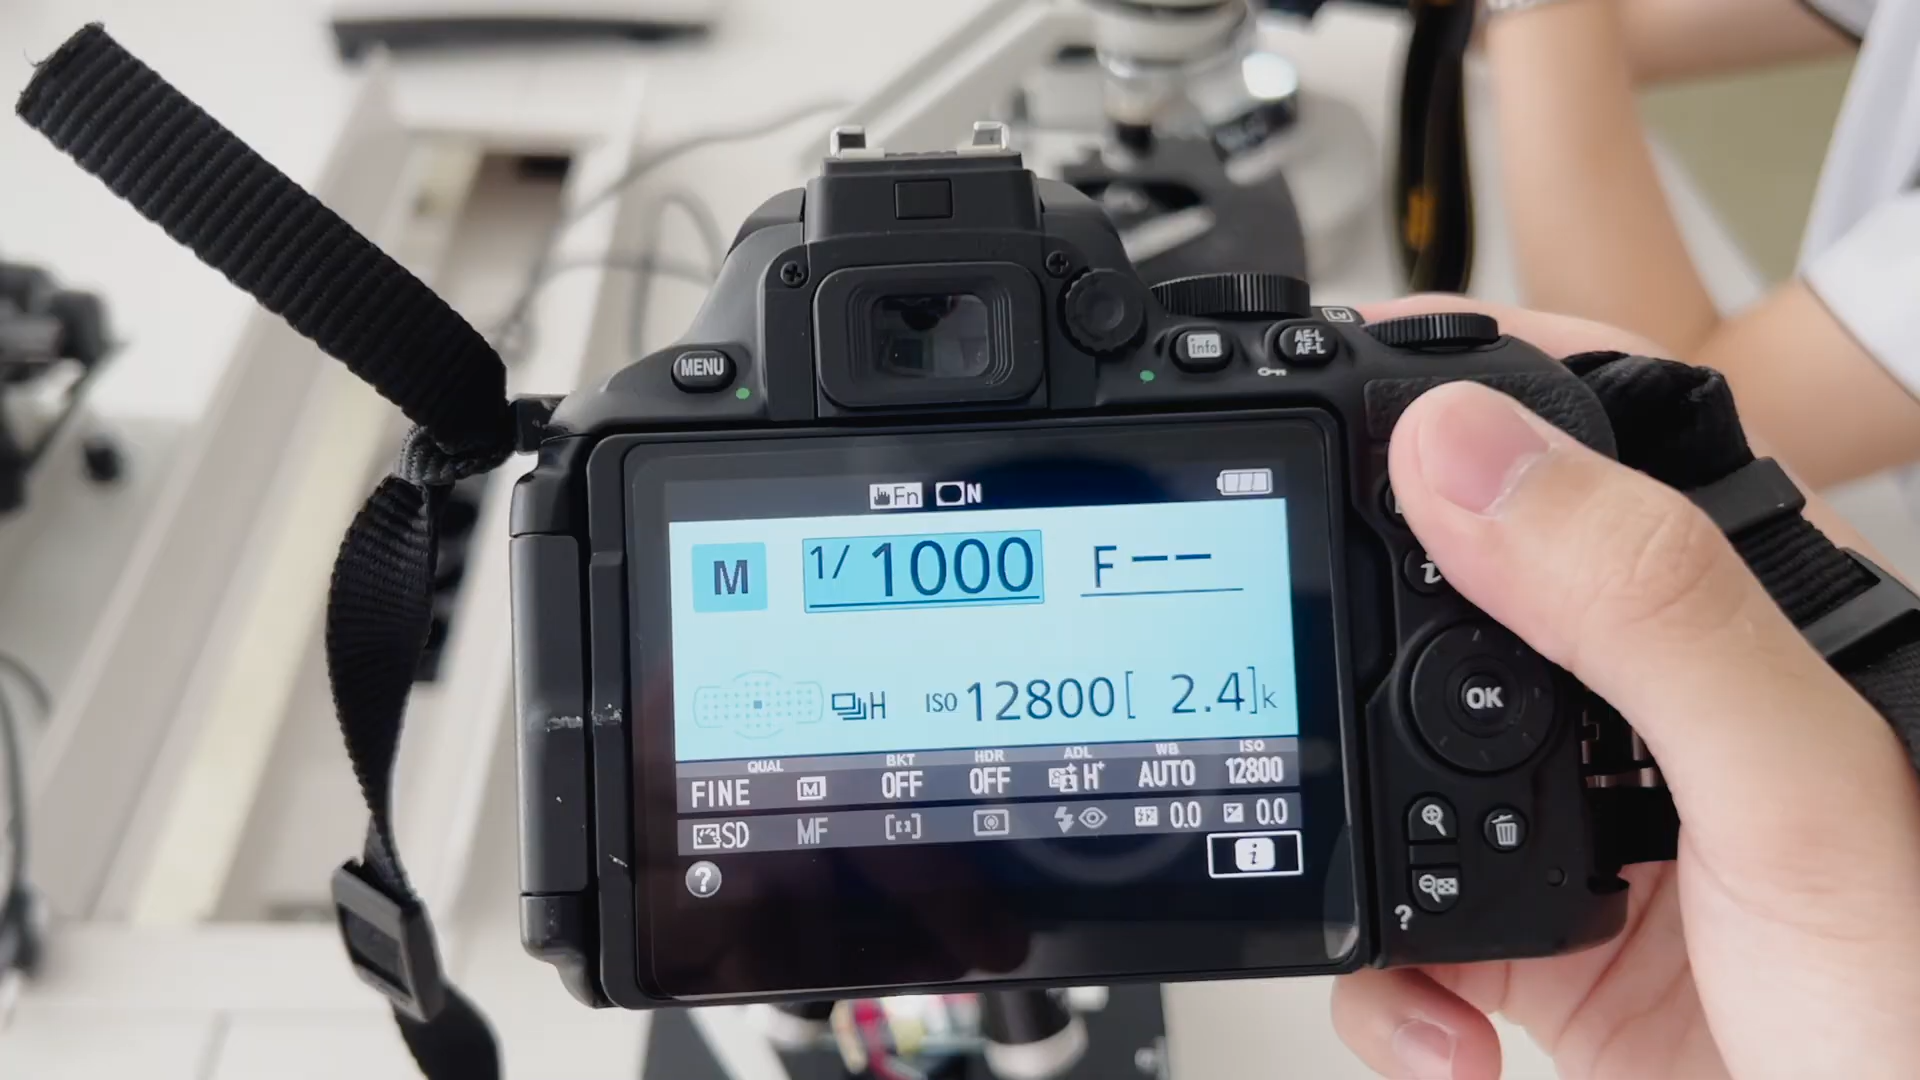 MENU
info
AE-L
AF-L
Lv
Fn
N
M
1/1000
F--
H
ISO 12800[ 2.4]k
QUAL
BKT
HDR
ADL
WB
ISO
FINE
M
OFF
OFF
H+
AUTO
12800
SD
MF
0.0
0.0
?
i
i
OK
?